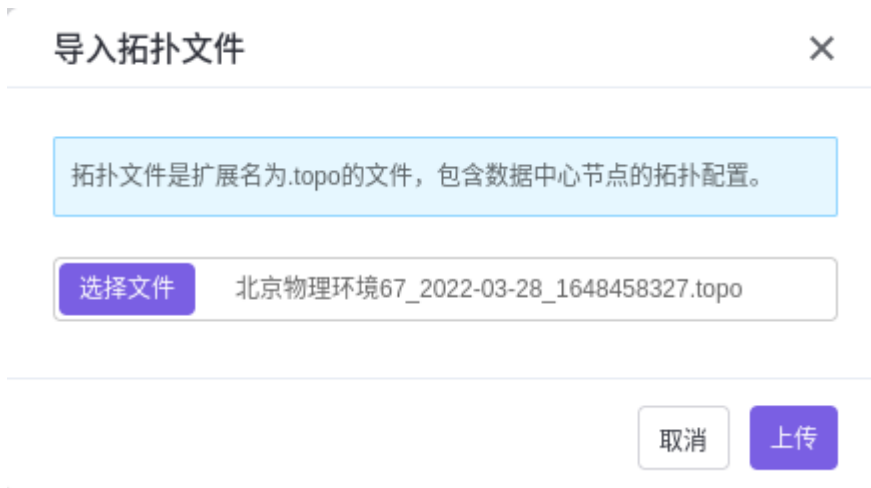 导入拓扑文件
拓扑文件是扩展名为.topo的文件，包含数据中心节点的拓扑配置。
选择文件 北京物理环境67_2022-03-28_1648458327.topo
取消 上传